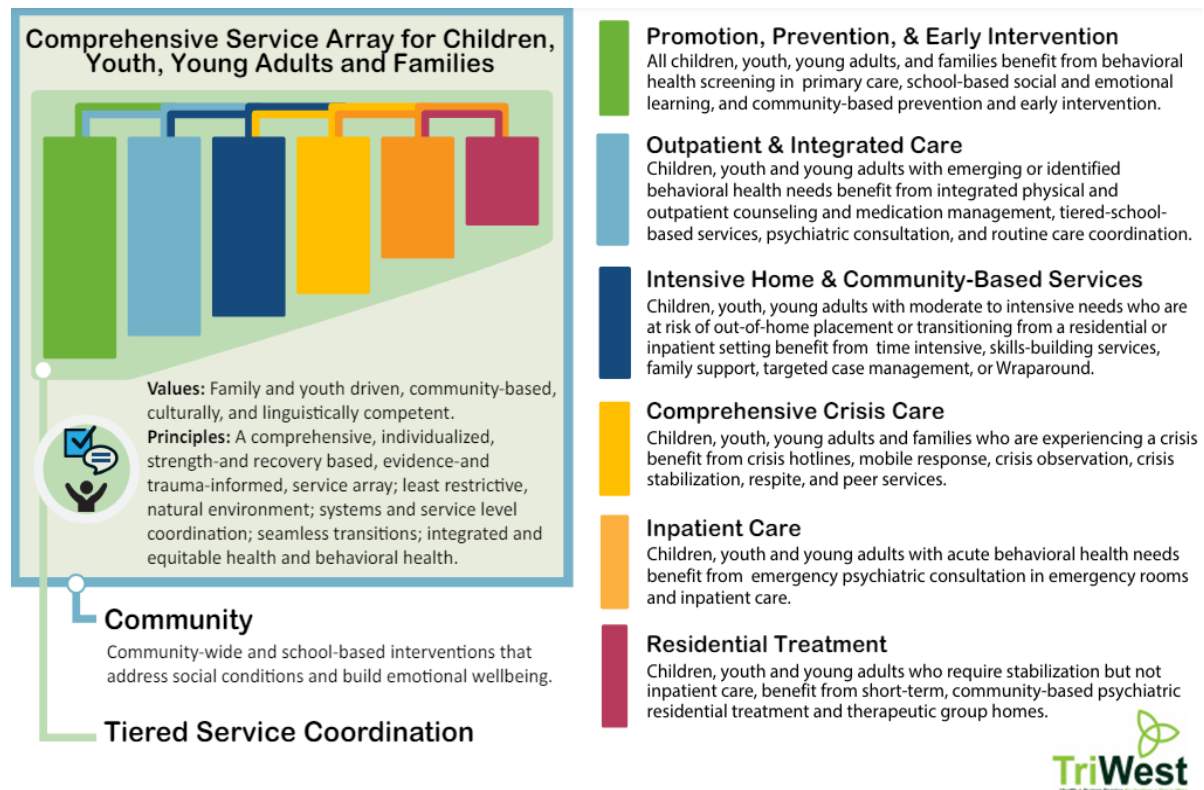 Comprehensive Service Array for Children,
Youth, Young Adults and Families
Values: Family and youth driven, community-based,
culturally, and linguistically competent.
Principles: A comprehensive, individualized,
strength-and recovery based, evidence-and
trauma-informed, service array; least restrictive,
natural environment; systems and service level
coordination; seamless transitions; integrated and
equitable health and behavioral health.
Community
Community-wide and school-based interventions that
address social conditions and build emotional wellbeing.
Tiered Service Coordination
Promotion, Prevention, & Early Intervention
All children, youth, young adults, and families benefit from behavioral
health screening in primary care, school-based social and emotional
learning, and community-based prevention and early intervention.
Outpatient & Integrated Care
Children, youth and young adults with emerging or identified
behavioral health needs benefit from integrated physical and
outpatient counseling and medication management, tiered-school-
based services, psychiatric consultation, and routine care coordination.
Intensive Home & Community-Based Services
Children, youth, young adults with moderate to intensive needs who are
at risk of out-of-home placement or transitioning from a residential or
inpatient setting benefit from time intensive, skills-building services,
family support, targeted case management, or Wraparound.
Comprehensive Crisis Care
Children, youth, young adults and families who are experiencing a crisis
benefit from crisis hotlines, mobile response, crisis observation, crisis
stabilization, respite, and peer services.
Inpatient Care
Children, youth and young adults with acute behavioral health needs
benefit from emergency psychiatric consultation in emergency rooms
and inpatient care.
Residential Treatment
Children, youth and young adults who require stabilization but not
inpatient care, benefit from short-term, community-based psychiatric
residential treatment and therapeutic group homes.
TriWest